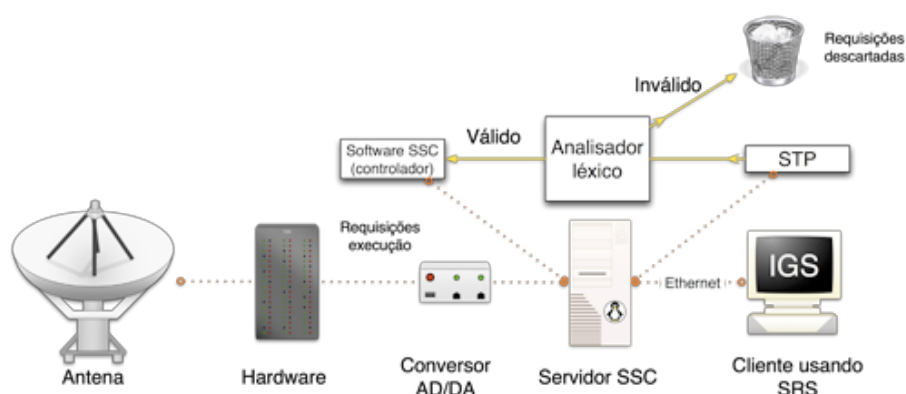 Requisições
descartadas
Inválido
Válido
Analisador
léxico
Software SSC
(controlador)
STP
Requisições
execução
IGS
Ethernet
Antena
Hardware
Conversor
AD/DA
Servidor SSC
Cliente usando
SRS